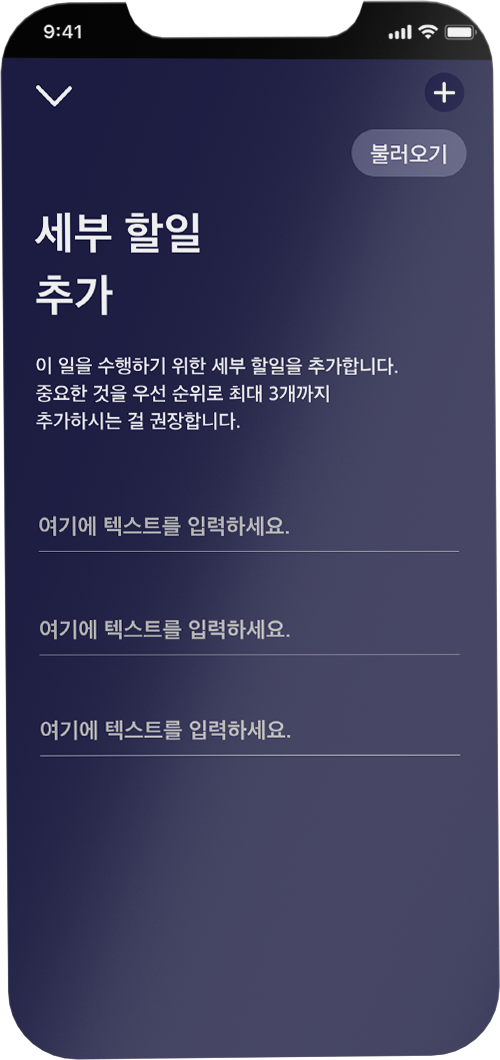 9:41
불러오기
세부 할일
추가
이 일을 수행하기 위한 세부 할일을 추가합니다.
중요한 것을 우선 순위로 최대 3개까지
추가하시는 걸 권장합니다.
여기에 텍스트를 입력하세요.
여기에 텍스트를 입력하세요.
여기에 텍스트를 입력하세요.